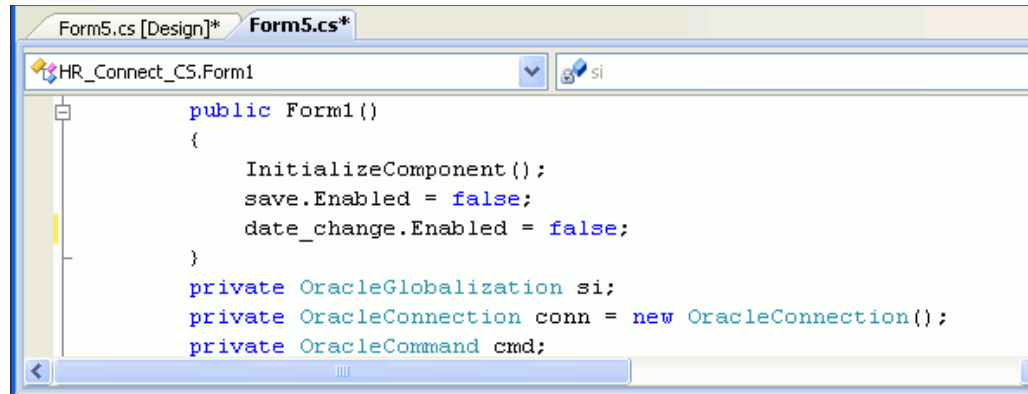 Form5.cs [Design]* Form5.cs*
HR_Connect_CS.Form1 si
public Form1()
{
InitializeComponent();
save.Enabled = false;
date_change.Enabled = false;
}
private OracleGlobalization si;
private OracleConnection conn = new OracleConnection();
private OracleCommand cmd;